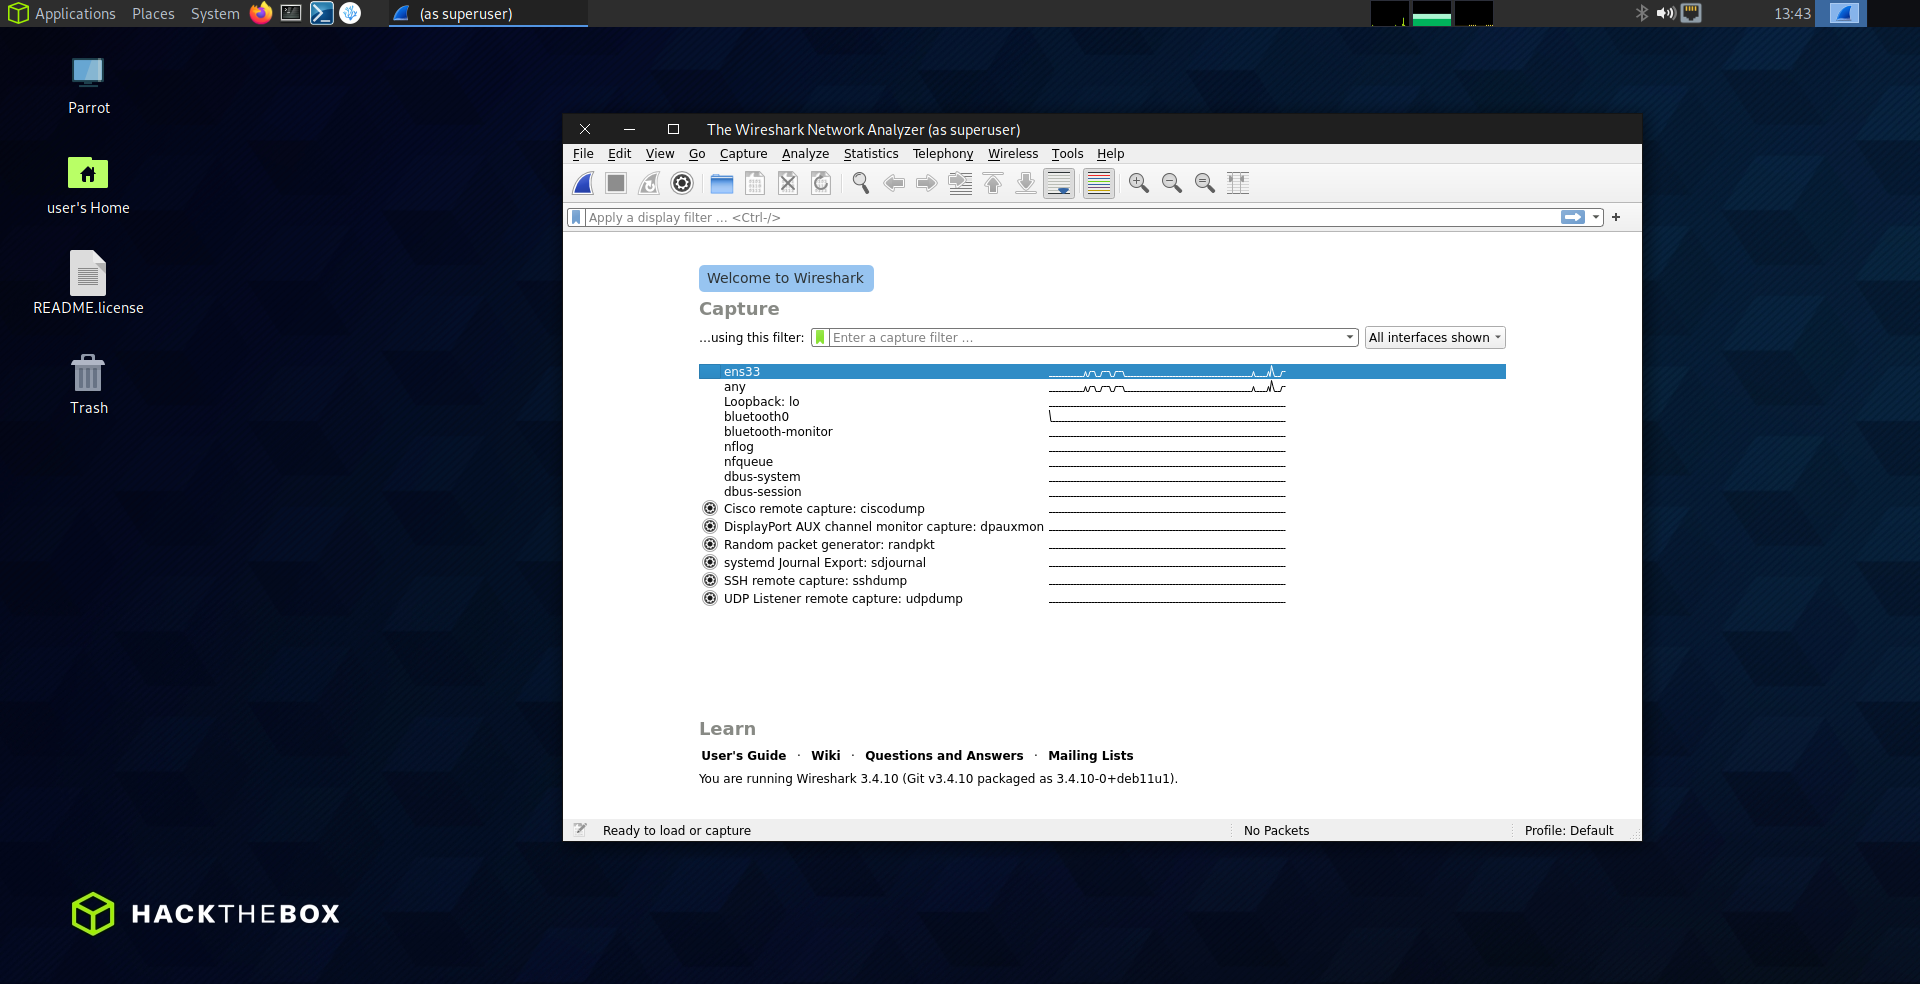 Applications Places System (as superuser) 13:43
Parrot
user's Home
README.license
Trash
The Wireshark Network Analyzer (as superuser)
File Edit View Go Capture Analyze Statistics Telephony Wireless Tools Help
Apply a display filter ... <Ctrl-/> +
Welcome to Wireshark
Capture
...using this filter: Enter a capture filter ... All interfaces shown
ens33
any
Loopback: lo
bluetooth0
bluetooth-monitor
nflog
nfqueue
dbus-system
dbus-session
Cisco remote capture: ciscodump
DisplayPort AUX channel monitor capture: dpauxmon
Random packet generator: randpkt
systemd Journal Export: sdjournal
SSH remote capture: sshdump
UDP Listener remote capture: udpdump
Learn
User's Guide · Wiki · Questions and Answers · Mailing Lists
You are running Wireshark 3.4.10 (Git v3.4.10 packaged as 3.4.10-0+deb11u1).
Ready to load or capture No Packets Profile: Default
HACKTHEBOX